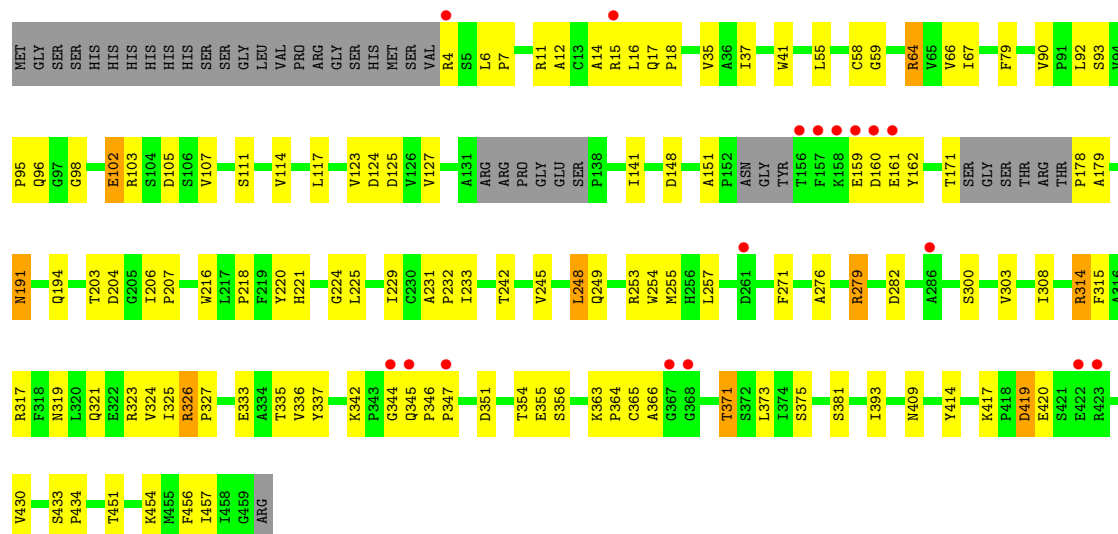 MET GLY SER SER HIS HIS HIS HIS HIS HIS SER SER GLY LEU VAL PRO ARG GLY SER HIS MET SER VAL R4 S5 L6 P7 R11 A12 C13 A14 R15 L16 Q17 P18 V35 A36 I37 W41 L55 C58 G59 R64 V65 V66 I67 F79 V90 P91 L92 S93
P95 Q96 G97 G98 E102 R103 S104 D105 S106 V107 S111 V114 L117 V123 D124 D125 V126 V127 A131 ARG ARG PRO GLY GLU SER P138 I141 D148 A151 P152 ASN GLY TYR T156 F157 K158 E159 D160 E161 Y162 T171 SER GLY SER THR ARG THR P178 A179
N191 Q194 T203 D204 G205 I206 P207 W216 L217 P218 F219 Y220 H221 G224 L225 I229 C230 A231 P232 I233 T242 V245 L248 Q249 R253 W254 M255 H256 L257 D261 F271 A276 R279 D282 A286 S300 V303 I308 R314 F315
R317 F318 N319 L320 Q321 E322 R323 V324 I325 R326 P327 E333 A334 T335 V336 Y337 K342 P343 G344 Q345 P346 P347 D351 T354 E355 S356 K363 P364 C365 A366 G367 G368 T371 S372 L373 I374 S375 S381 I393 N409 Y414 K417 P418 D419 E420 S421 E422 R423
V430 S433 P434 T451 K454 M455 F456 I457 I458 G459 ARG